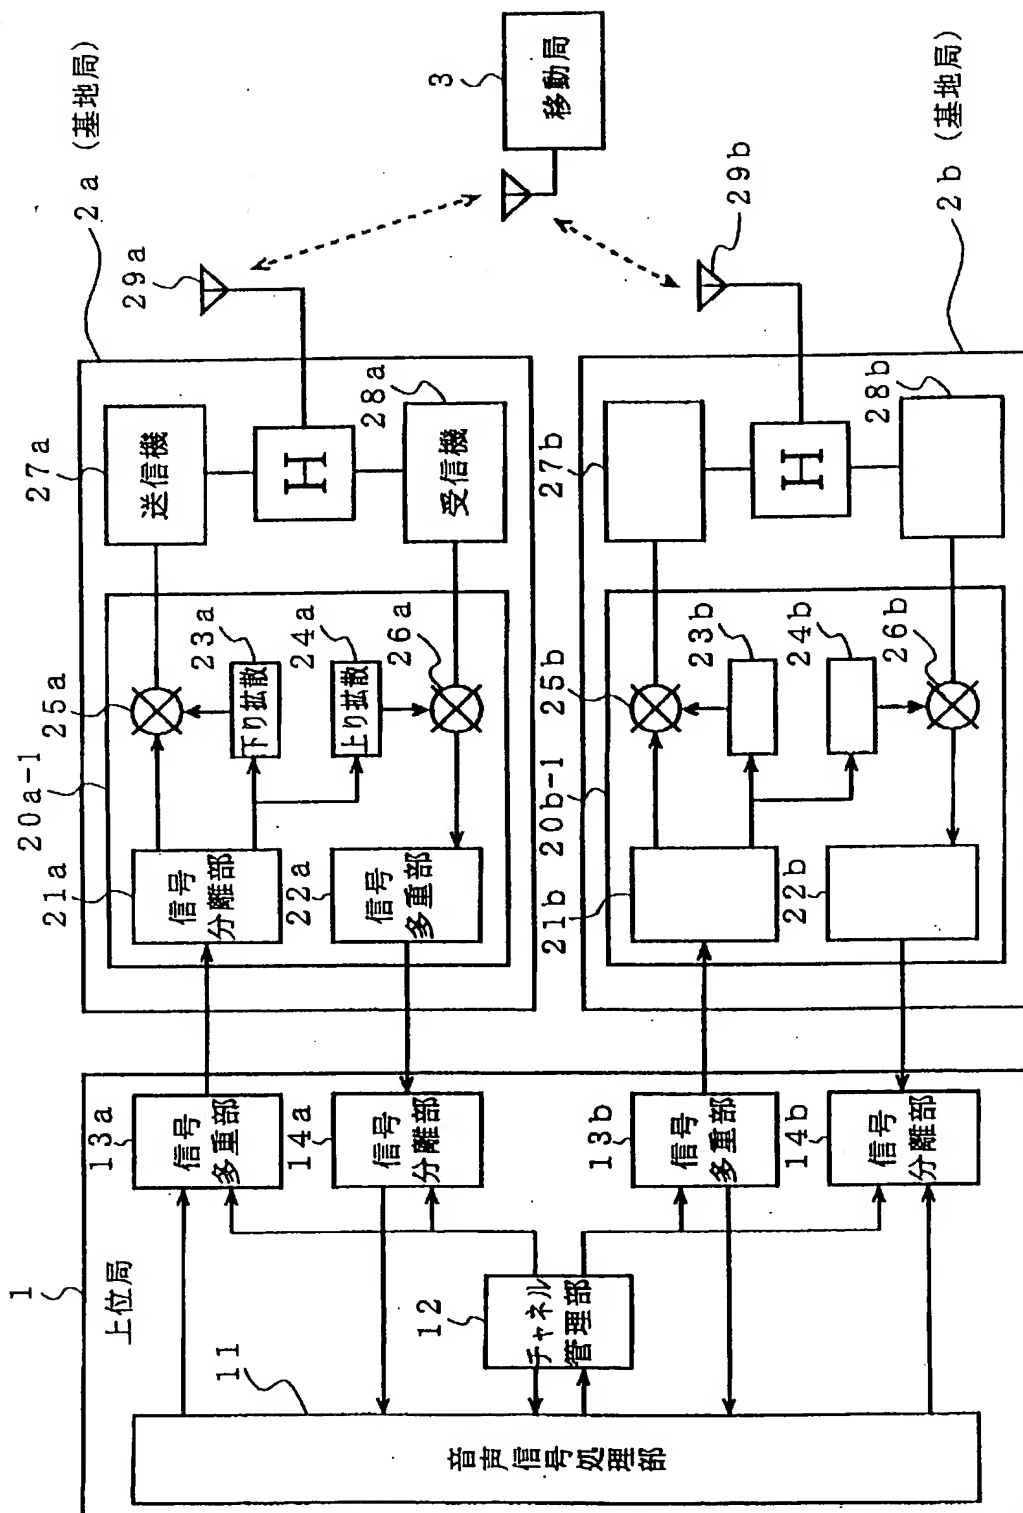 1
上位局
11
音声信号処理部
12
チャネル
管理部
13a
信号
多重部
14a
信号
分離部
13b
信号
多重部
14b
信号
分離部
2a (基地局)
20a-1
21a
信号
分離部
22a
信号
多重部
23a
下り拡散
24a
上り拡散
25a
26a
27a
送信機
H
28a
受信機
29a
3
移動局
2b (基地局)
20b-1
21b
22b
23b
24b
25b
26b
27b
H
28b
29b